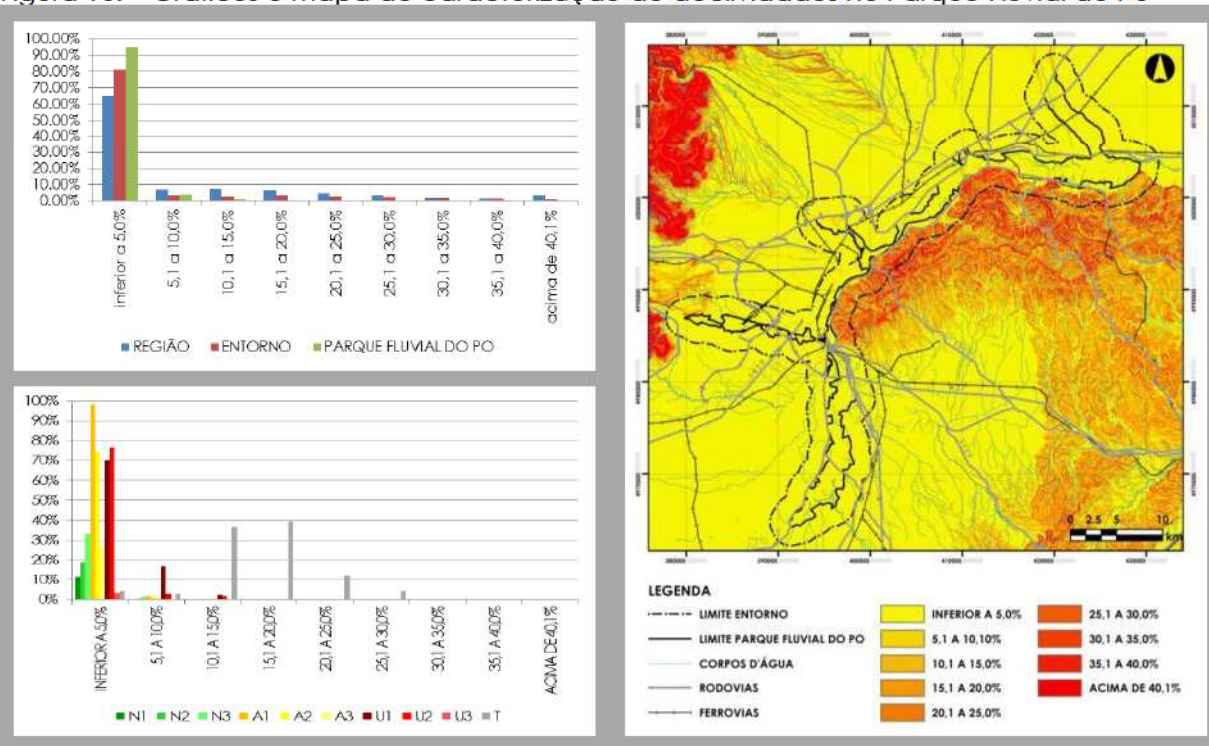 100.00%
90.00%
80.00%
70.00%
60.00%
50.00%
40.00%
30.00%
20.00%
10.00%
0.00%
inferior a 5,0%
5,1 a 10,0%
10,1 a 15,0%
15,1 a 20,0%
20,1 a 25,0%
25,1 a 30,0%
30,1 a 35,0%
35,1 a 40,0%
acima de 40,1%
REGIÃO ENTORNO PARQUE FLUVIAL DO PO
100%
90%
80%
70%
60%
50%
40%
30%
20%
10%
0%
INFERIOR A 5,0%
5,1 A 10,0%
10,1 A 15,0%
15,1 A 20,0%
20,1 A 25,0%
25,1 A 30,0%
30,1 A 35,0%
35,1 A 40,0%
ACIMA DE 40,1%
N1 N2 N3 A1 A2 A3 U1 U2 U3 T
0 2.5 5 10
km
LEGENDA
LIMITE ENTORNO
LIMITE PARQUE FLUVIAL DO PO
CORPOS D'ÁGUA
RODOVIAS
FERROVIAS
INFERIOR A 5,0%
5,1 A 10,10%
10,1 A 15,0%
15,1 A 20,0%
20,1 A 25,0%
25,1 A 30,0%
30,1 A 35,0%
35,1 A 40,0%
ACIMA DE 40,1%